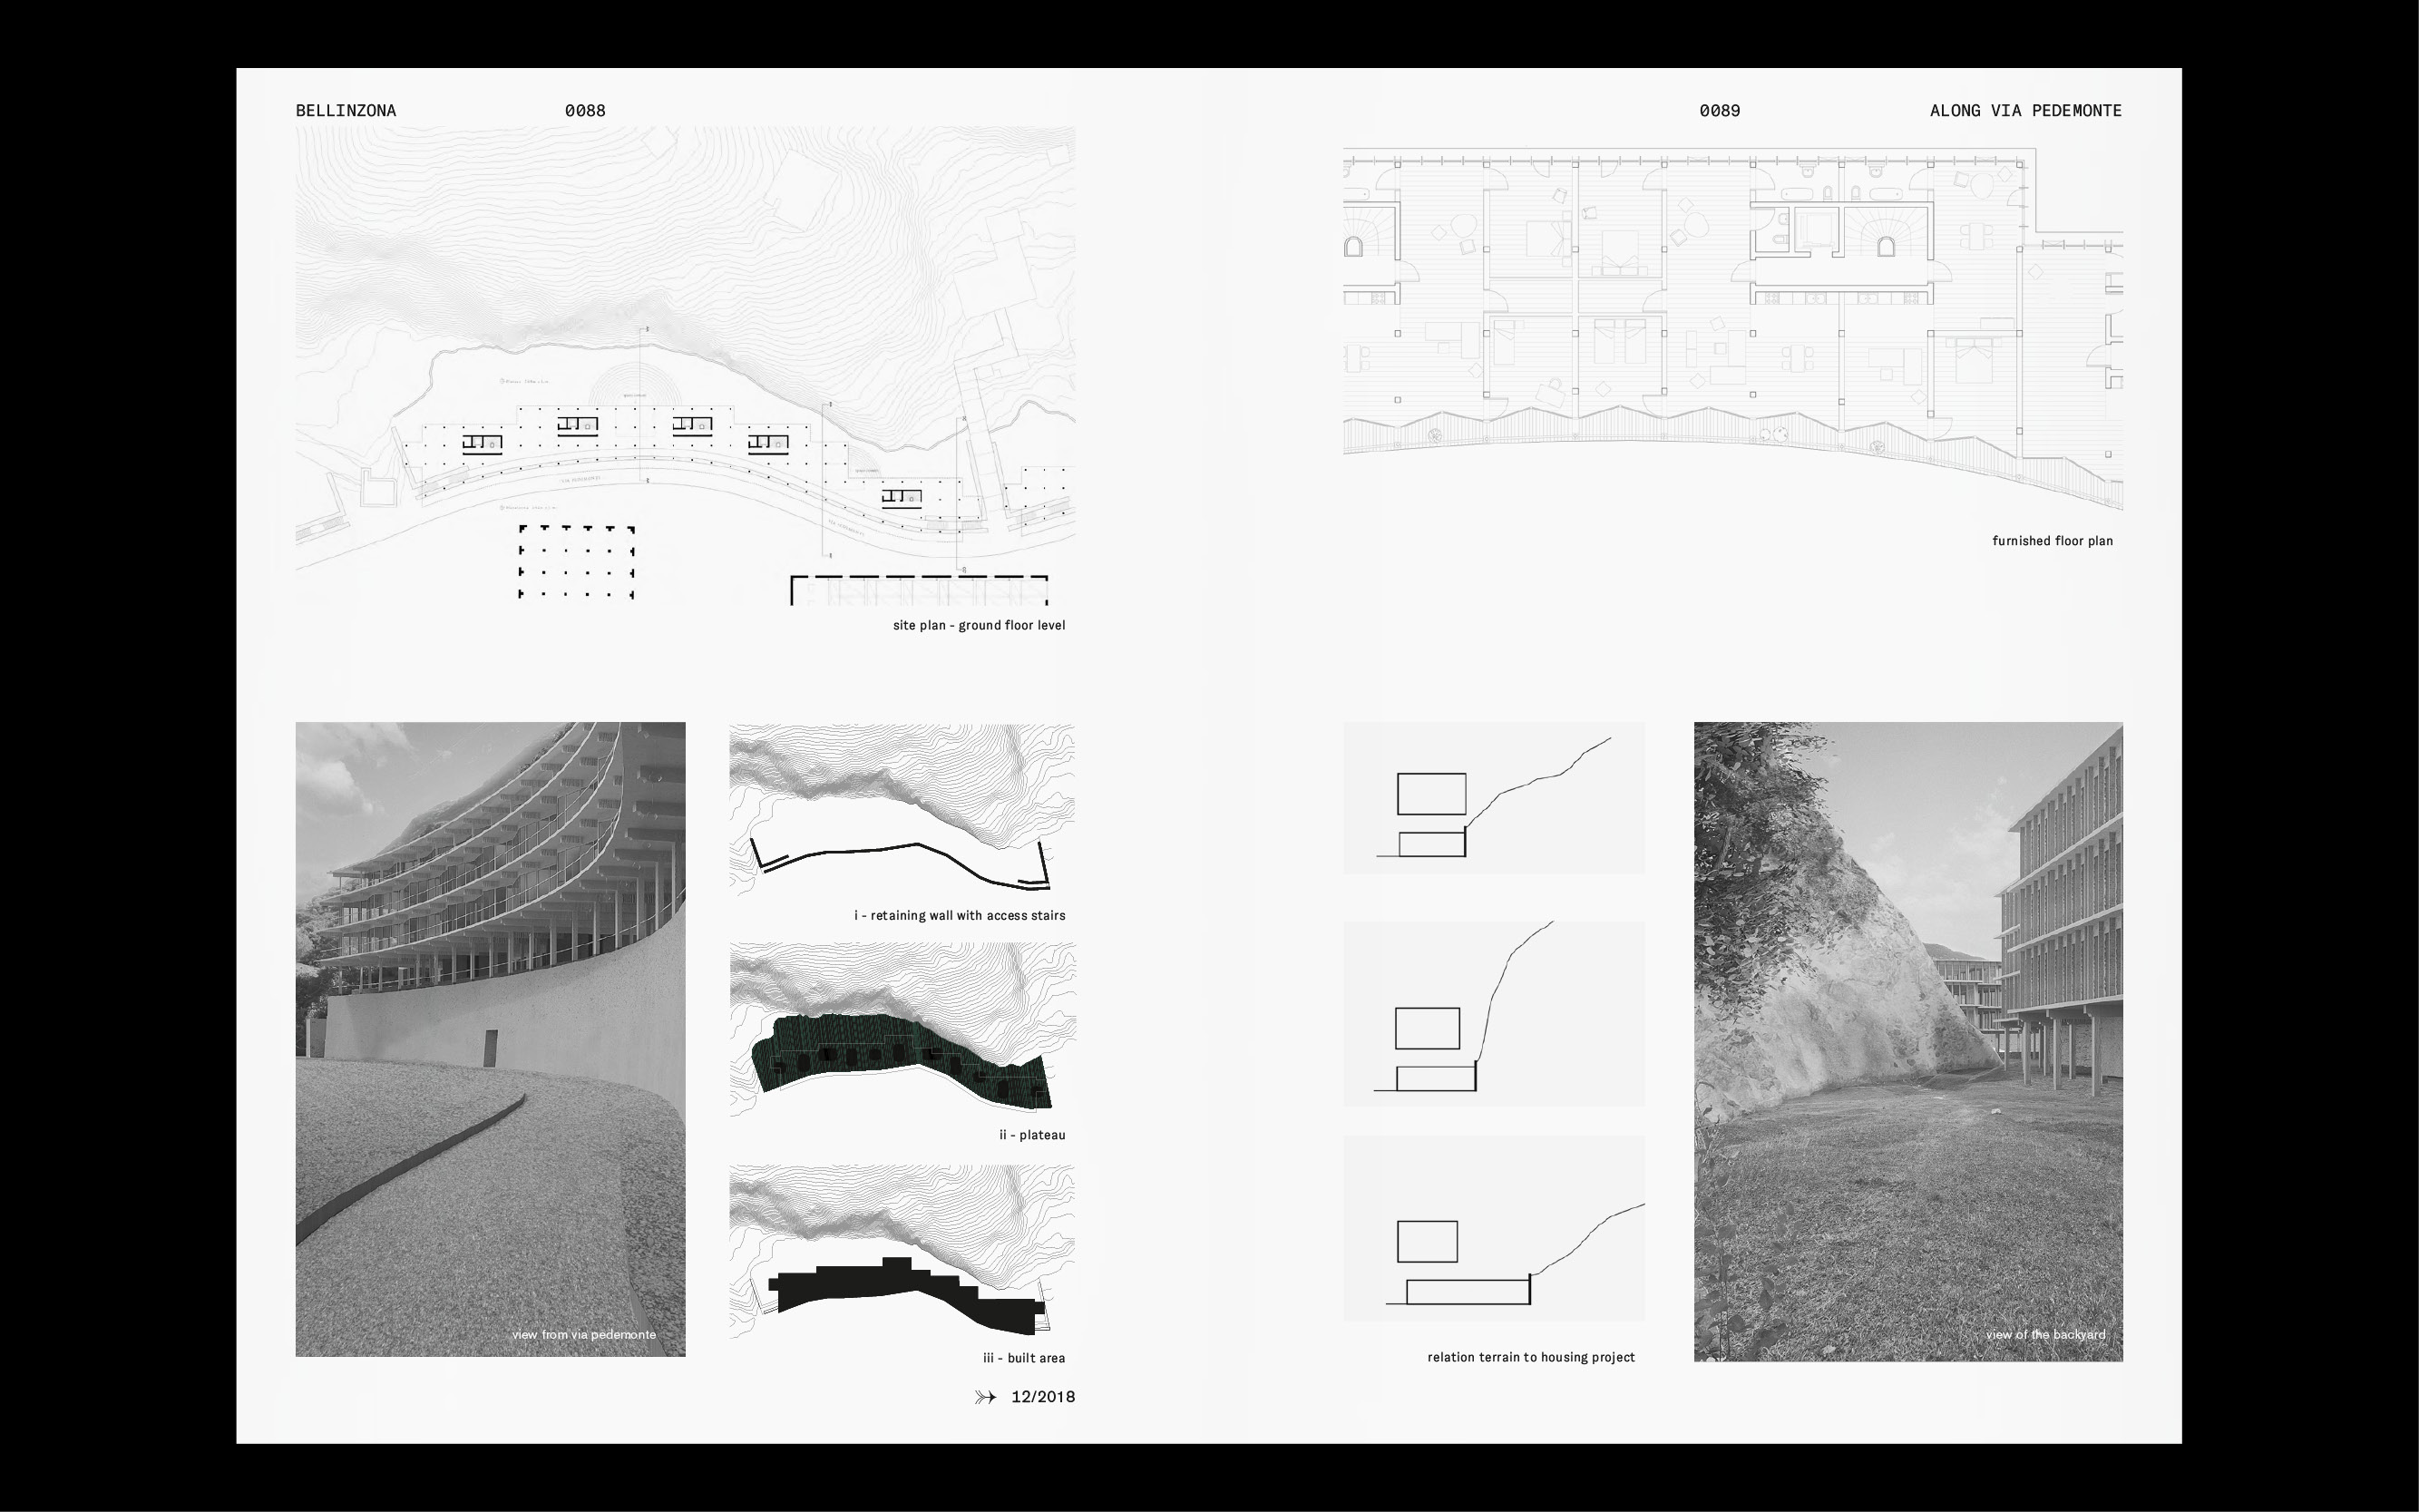 BELLINZONA
0088
0089
ALONG VIA PEDEMONTE
site plan - ground floor level
furnished floor plan
view from via pedemonte
i - retaining wall with access stairs
ii - plateau
iii - built area
12/2018
relation terrain to housing project
view of the backyard